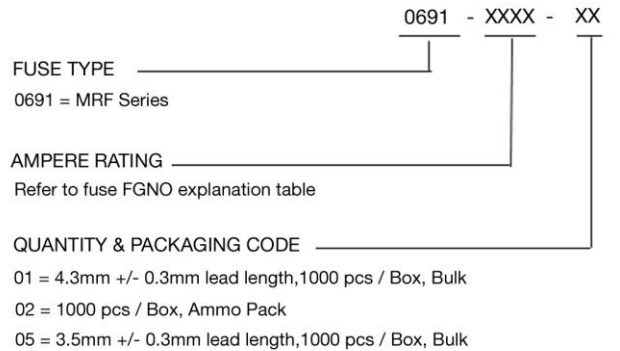 0691 - XXXX - XX
FUSE TYPE
0691 = MRF Series
AMPERE RATING
Refer to fuse FGNO explanation table
QUANTITY & PACKAGING CODE
01 = 4.3mm +/- 0.3mm lead length,1000 pcs / Box, Bulk
02 = 1000 pcs / Box, Ammo Pack
05 = 3.5mm +/- 0.3mm lead length,1000 pcs / Box, Bulk